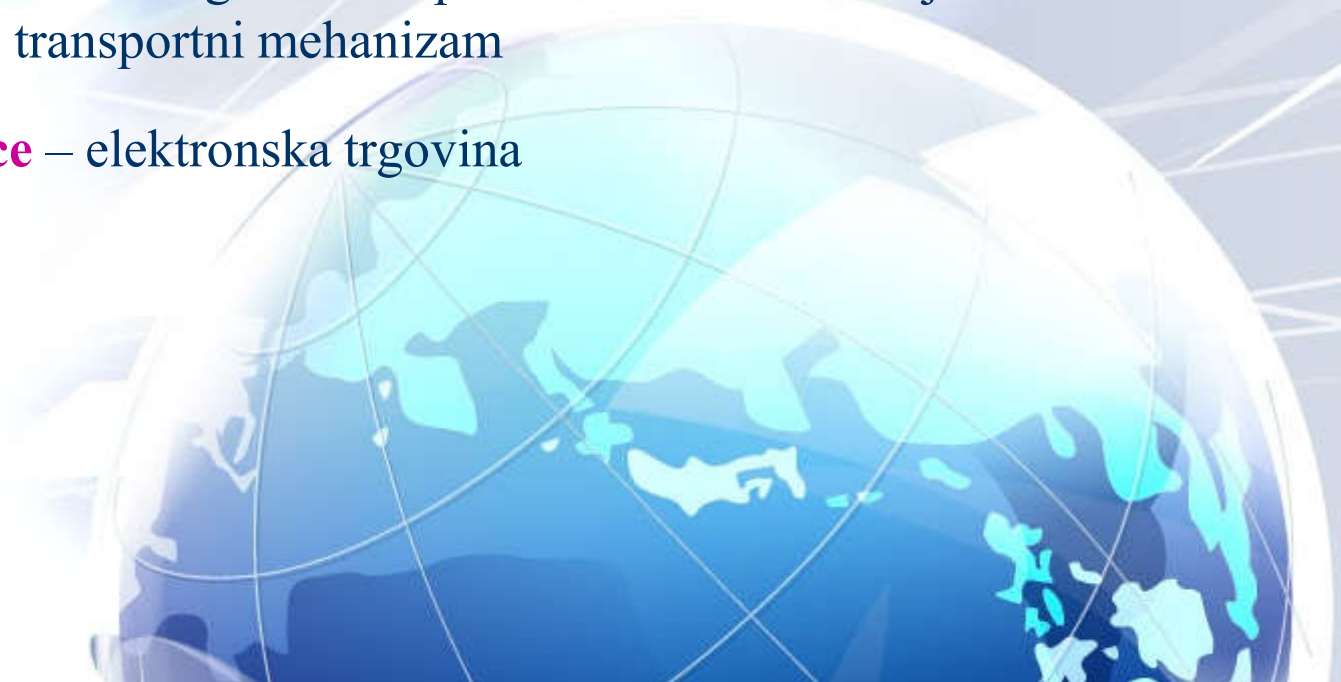 transportni mehanizam
ce – elektronska trgovina